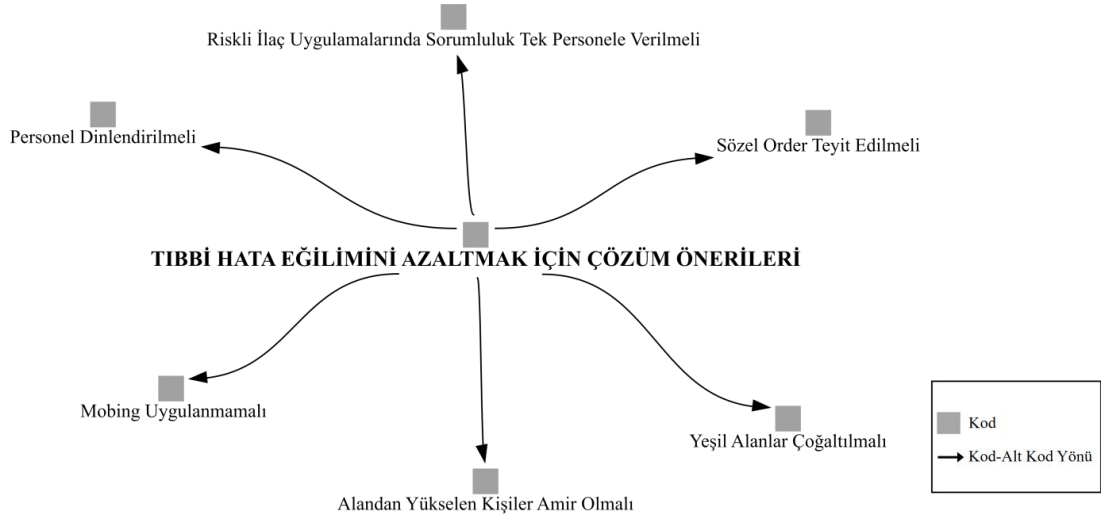 Riskli İlaç Uygulamalarında Sorumluluk Tek Personele Verilmeli
Personel Dinlendirilmeli
Sözel Order Teyit Edilmeli
TIBBİ HATA EĞİLİMİNİ AZALTMAK İÇİN ÇÖZÜM ÖNERİLERİ
Mobing Uygulanmamalı
Yeşil Alanlar Çoğaltılmalı
Alandan Yükselen Kişiler Amir Olmalı
Kod
Kod-Alt Kod Yönü